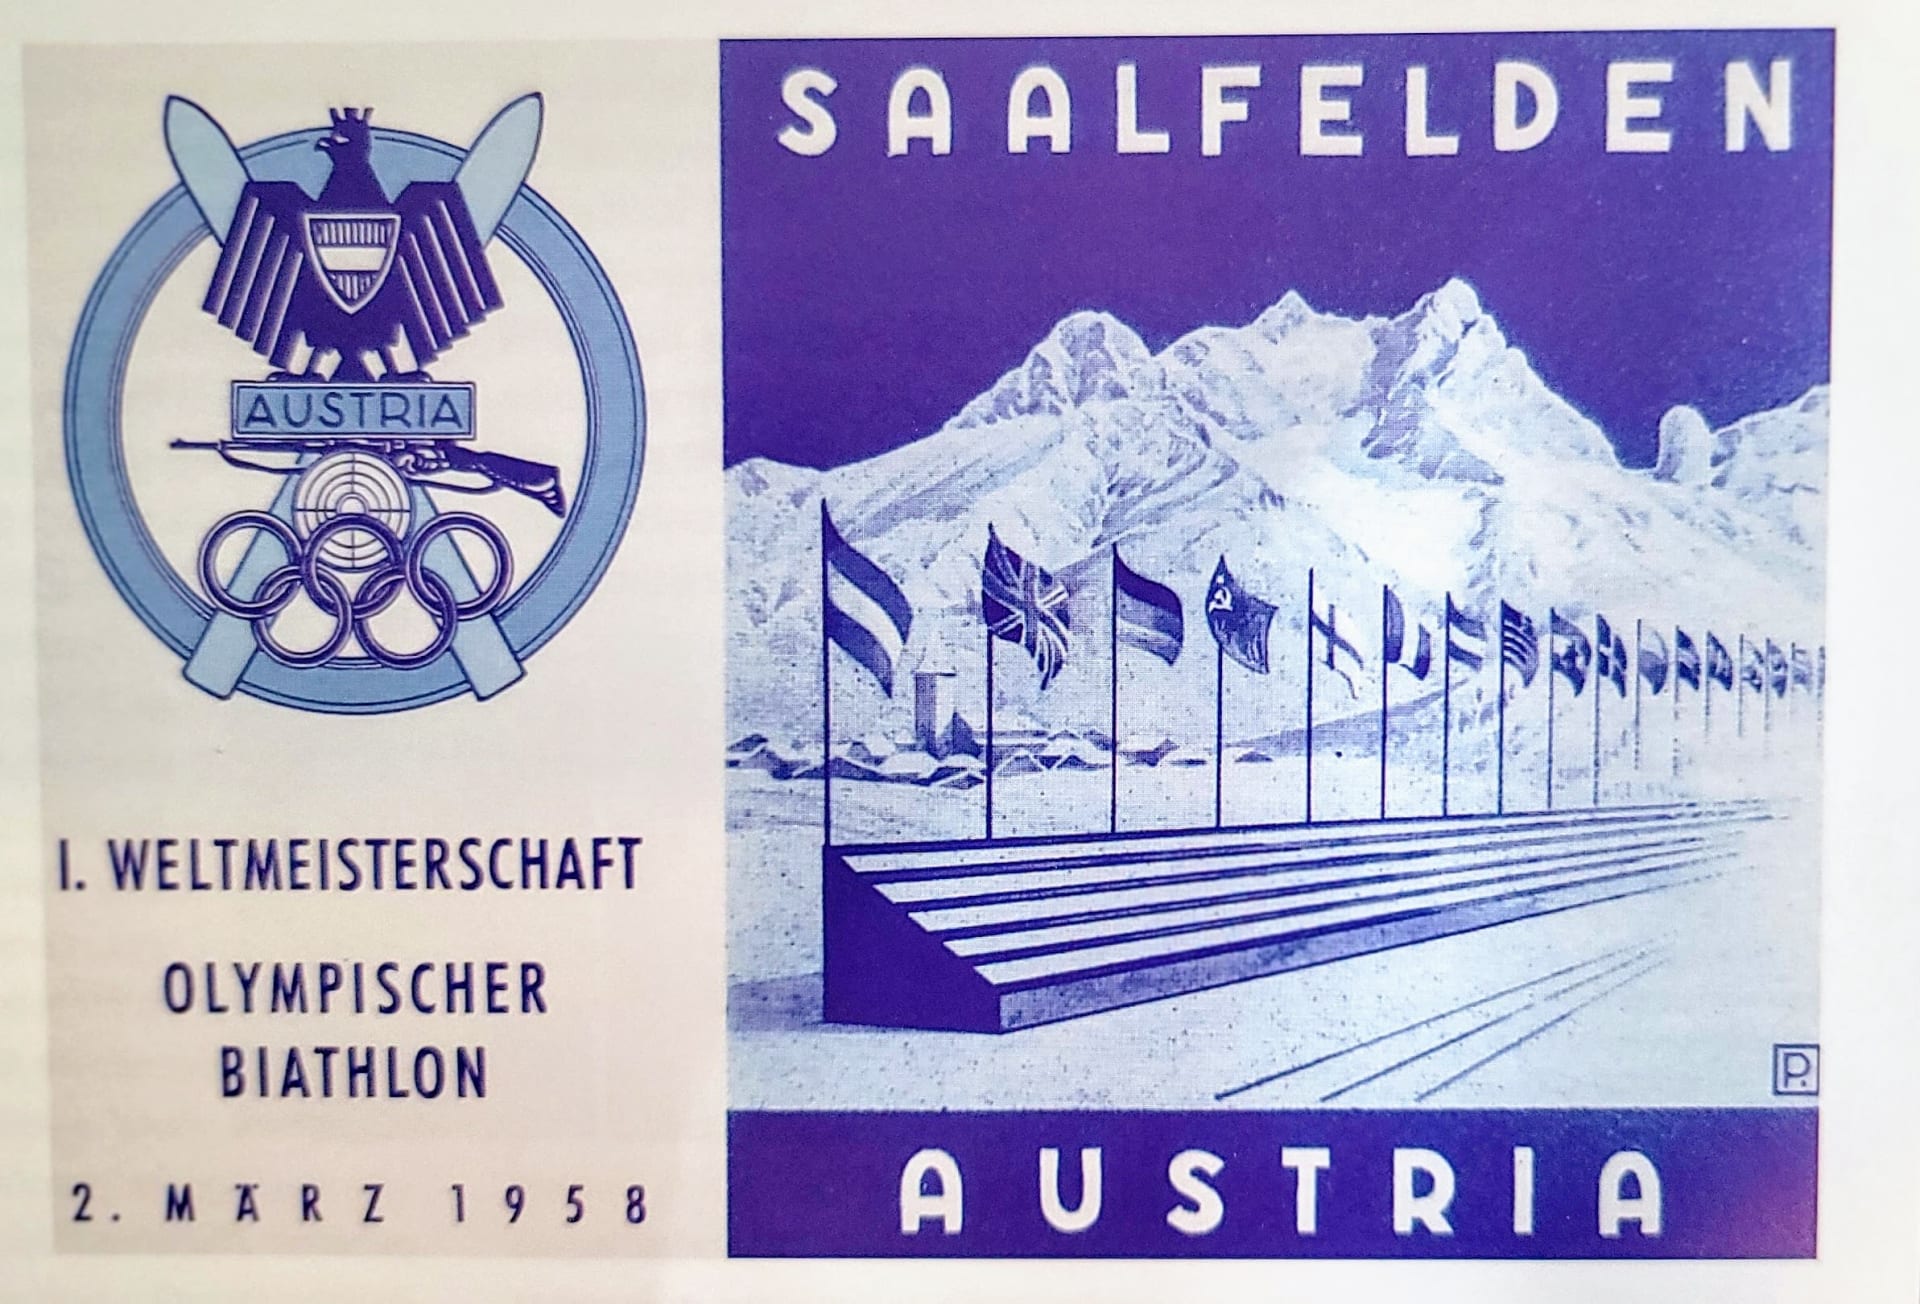 AUSTRIA
I. WELTMEISTERSCHAFT
OLYMPISCHER
BIATHLON
2. MÄRZ 1958
SAALFELDEN
P.
AUSTRIA